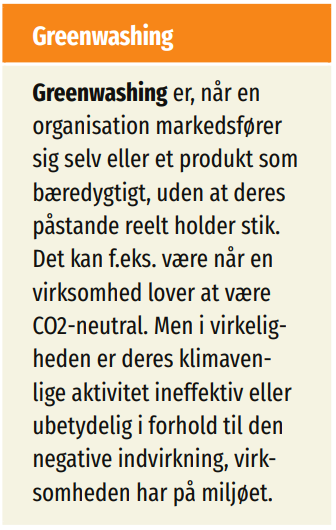 Greenwashing
Greenwashing er, når en
organisation markedsfører
sig selv eller et produkt som
bæredygtigt, uden at deres
påstande reelt holder stik.
Det kan f.eks. være når en
virksomhed lover at være
CO2-neutral. Men i virkelig-
heden er deres klimaven-
lige aktivitet ineffektiv eller
ubetydelig i forhold til den
negative indvirkning, virk-
somheden har på miljøet.